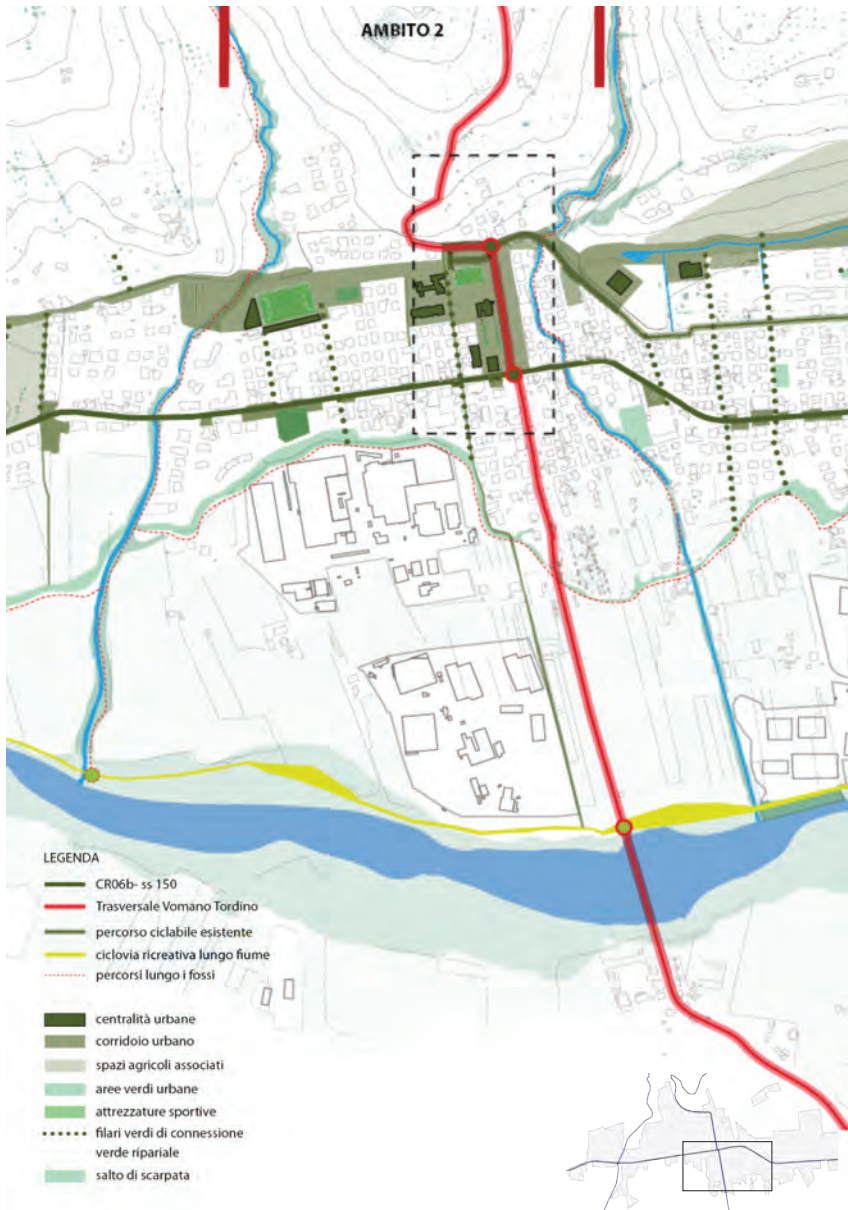 AMBITO 2
LEGENDA
CR06b- ss 150
Trasversale Vomano Tordino
percorso ciclabile esistente
ciclovia ricreativa lungo fiume
percorsi lungo i fossi
centralità urbane
corridoio urbano
spazi agricoli associati
aree verdi urbane
attrezzature sportive
filari verdi di connessione
verde ripariale
salto di scarpata